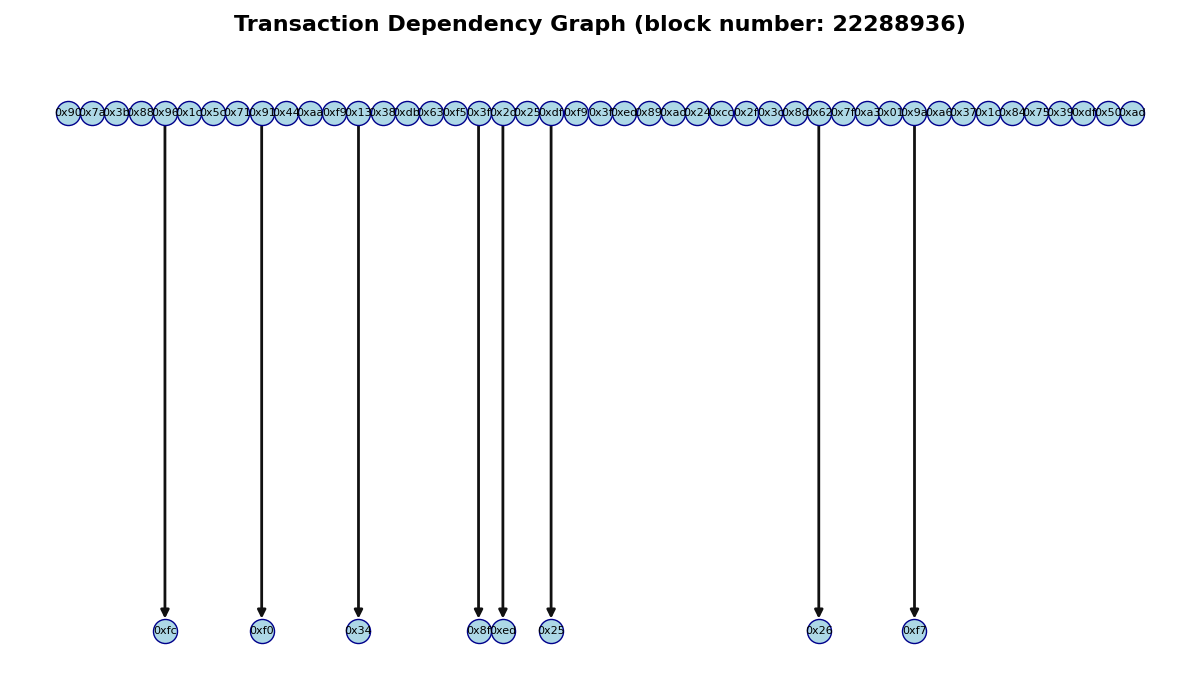 Transaction Dependency Graph (block number: 22288936)
0x90 0x7a 0x3b 0x88 0x96 0x1c 0x5c 0x71 0x91 0x44 0xaa 0xf9 0x13 0x38 0xdb 0x63 0xf5 0x3f 0x2c 0x25 0xdf 0xf9 0x3f 0xed 0x89 0xac 0x24 0xcc 0x2f 0x3c 0x8c 0x62 0x7f 0xa3 0x01 0x9a 0xa6 0x37 0x1c 0x84 0x75 0x39 0xdf 0x50 0xad
0xfc 0xf0 0x34 0x8f 0xed 0x25 0x26 0xf7